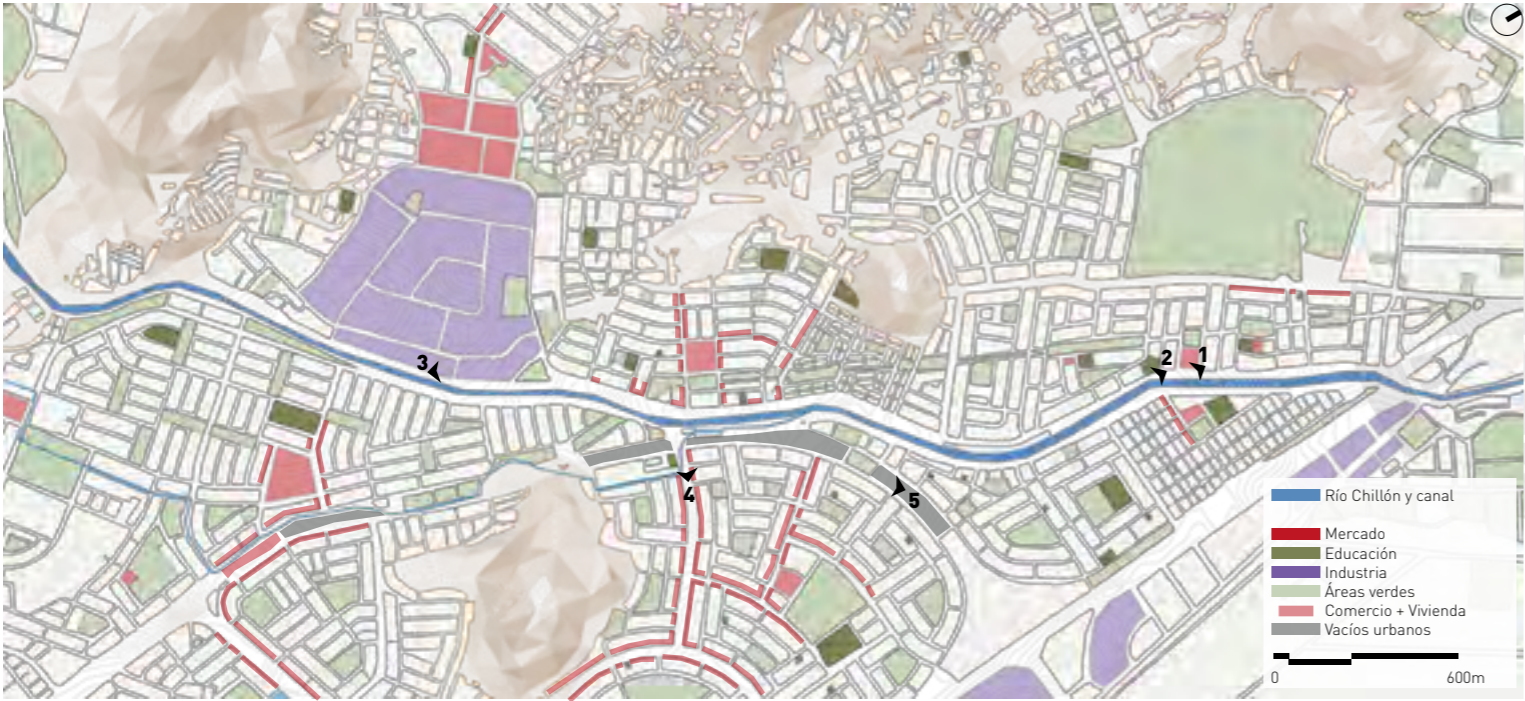 1
2
3
4
5
Río Chillón y canal
Mercado
Educación
Industria
Áreas verdes
Comercio + Vivienda
Vacíos urbanos
0 600m